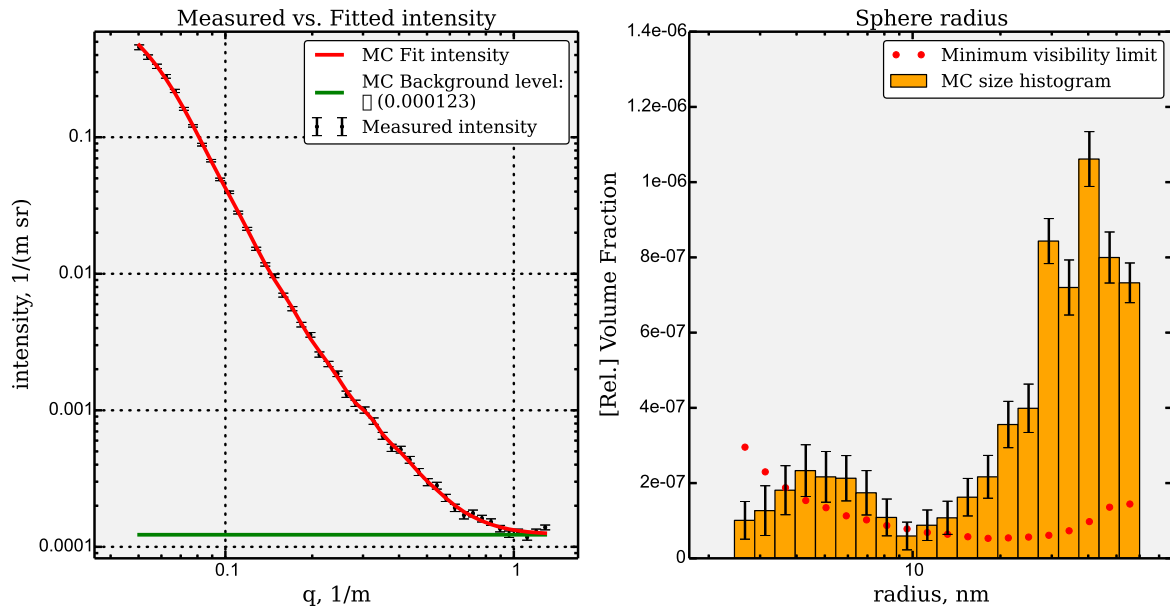 Measured vs. Fitted intensity
MC Fit intensity
MC Background level:
(0.000123)
Measured intensity
0.1
0.01
0.001
0.0001
0.1
1
intensity, 1/(m sr)
q, 1/m
Sphere radius
Minimum visibility limit
MC size histogram
1.4e-06
1.2e-06
1e-06
8e-07
6e-07
4e-07
2e-07
0
10
[Rel.] Volume Fraction
radius, nm